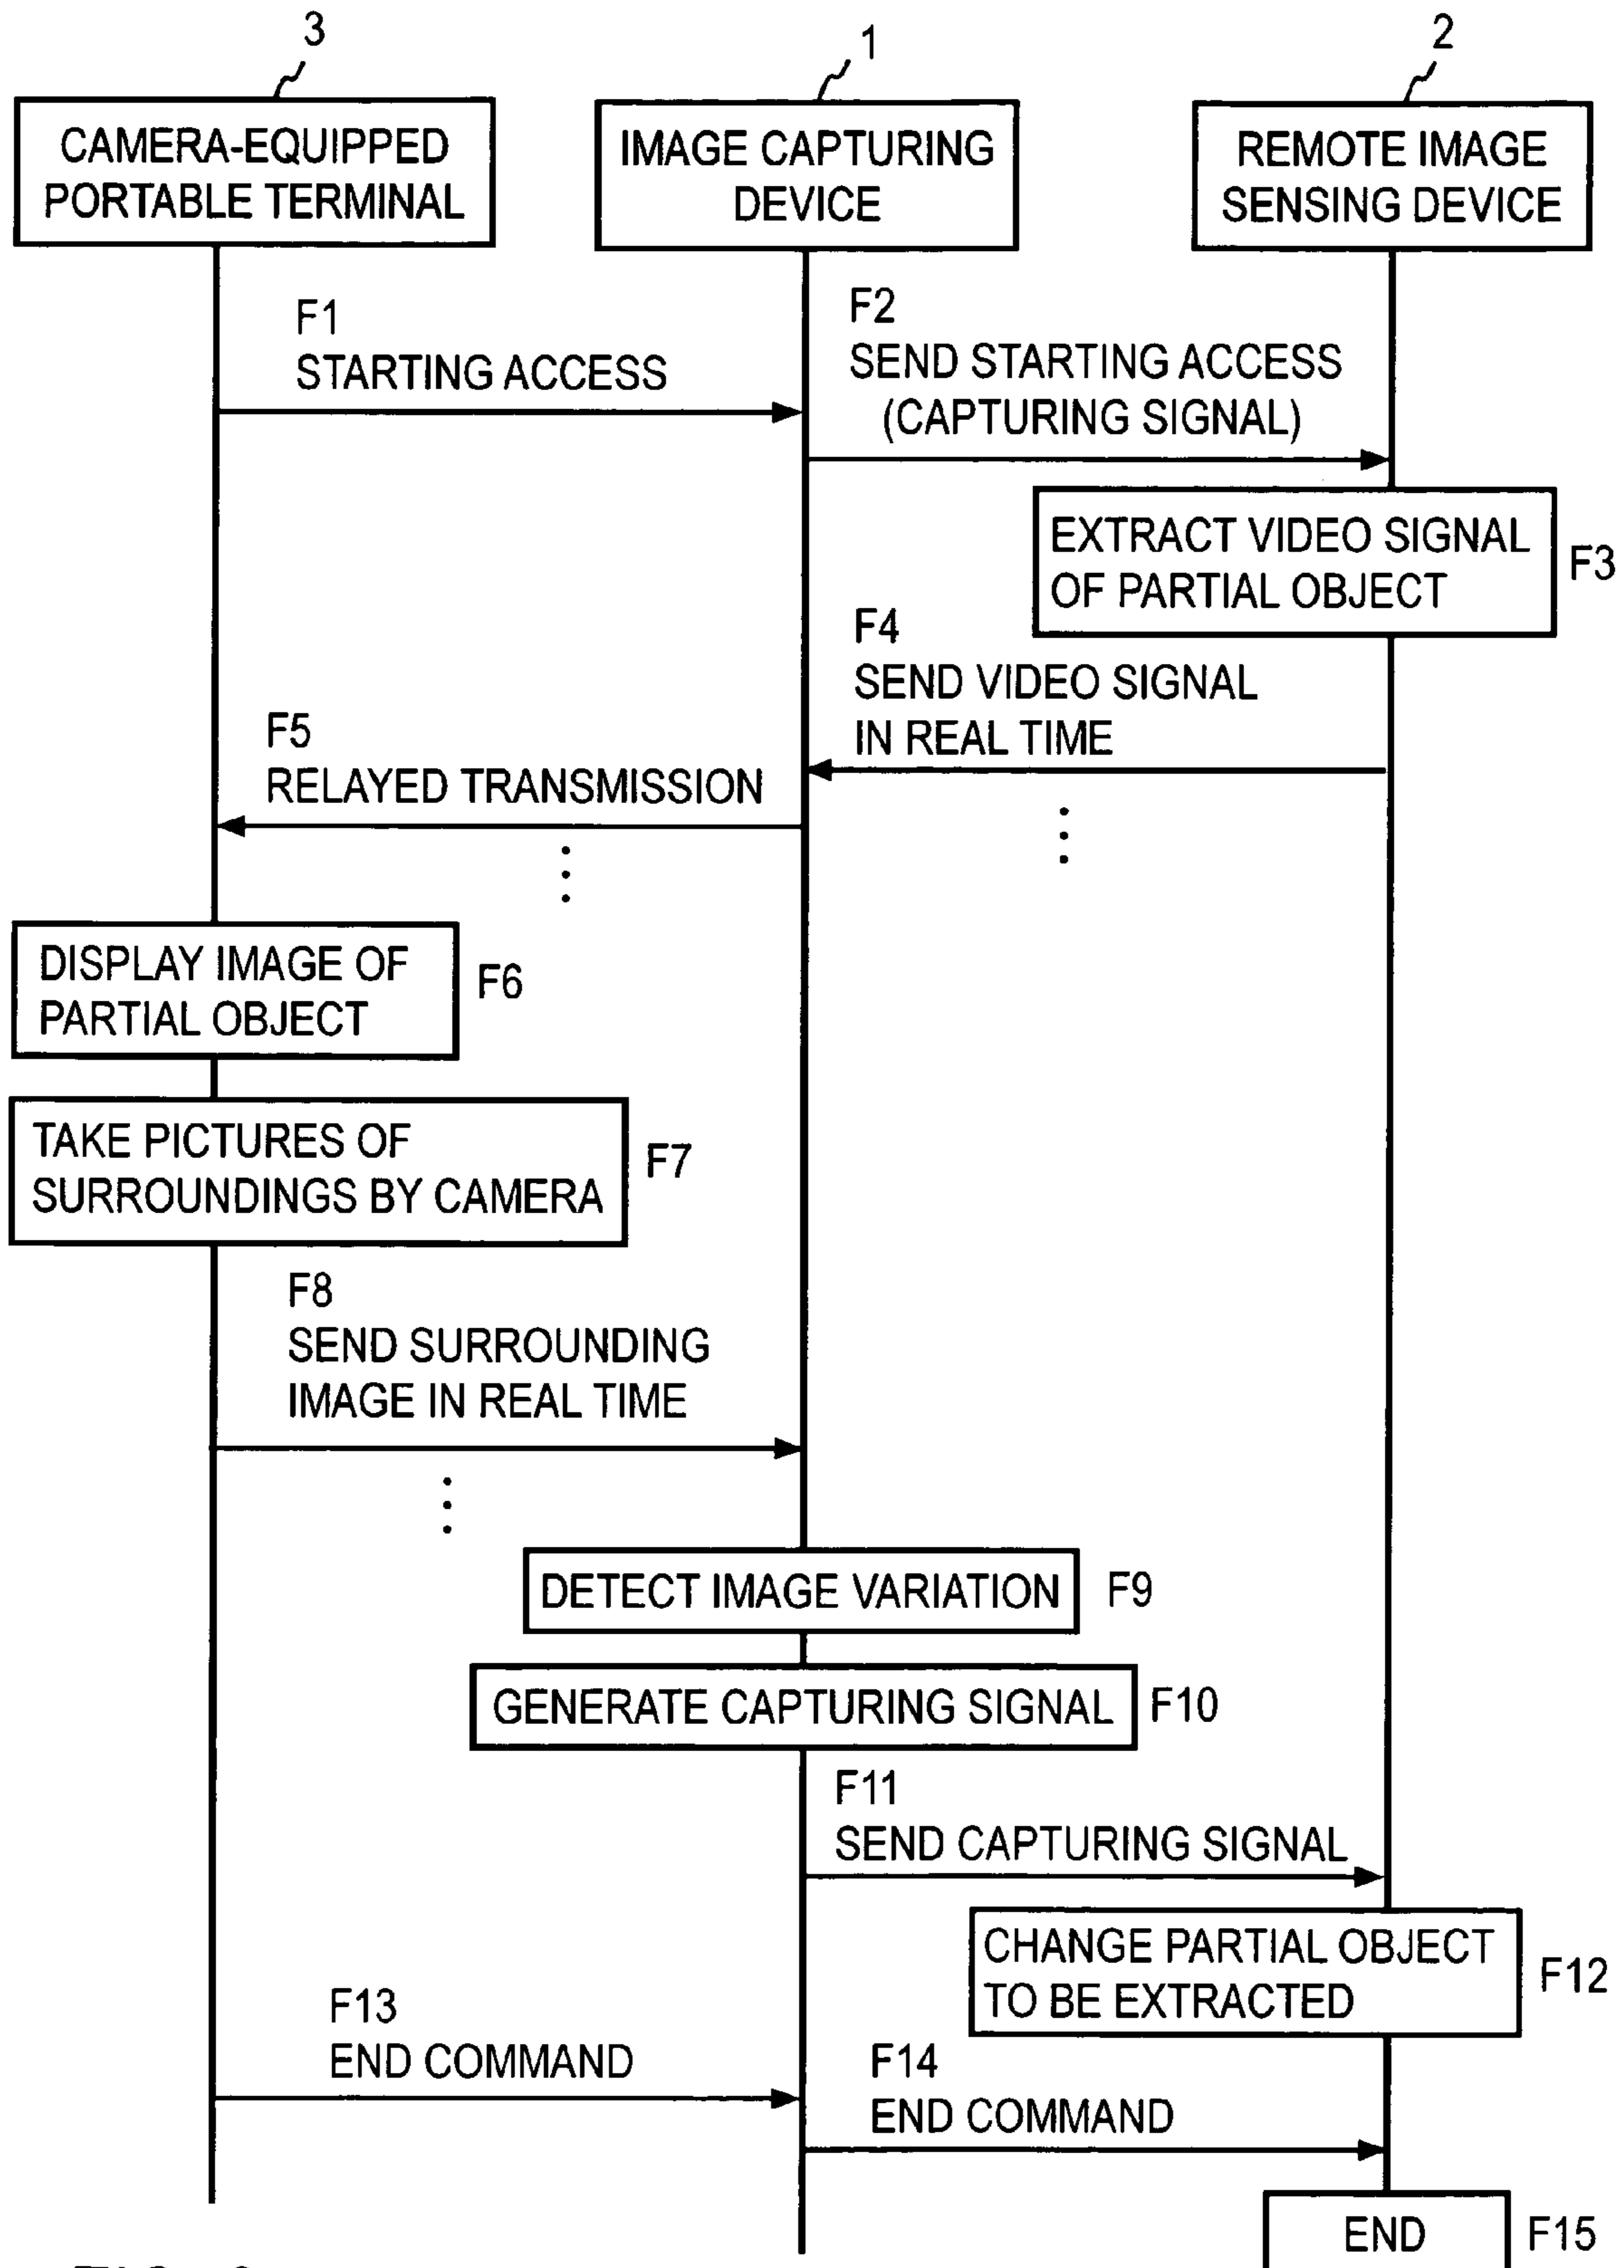 3
1
2
CAMERA-EQUIPPED
PORTABLE TERMINAL
IMAGE CAPTURING
DEVICE
REMOTE IMAGE
SENSING DEVICE
F1
STARTING ACCESS
F2
SEND STARTING ACCESS
(CAPTURING SIGNAL)
EXTRACT VIDEO SIGNAL
OF PARTIAL OBJECT
F3
F4
SEND VIDEO SIGNAL
IN REAL TIME
F5
RELAYED TRANSMISSION
DISPLAY IMAGE OF
PARTIAL OBJECT
F6
TAKE PICTURES OF
SURROUNDINGS BY CAMERA
F7
F8
SEND SURROUNDING
IMAGE IN REAL TIME
DETECT IMAGE VARIATION
F9
GENERATE CAPTURING SIGNAL
F10
F11
SEND CAPTURING SIGNAL
CHANGE PARTIAL OBJECT
TO BE EXTRACTED
F12
F13
END COMMAND
F14
END COMMAND
END
F15